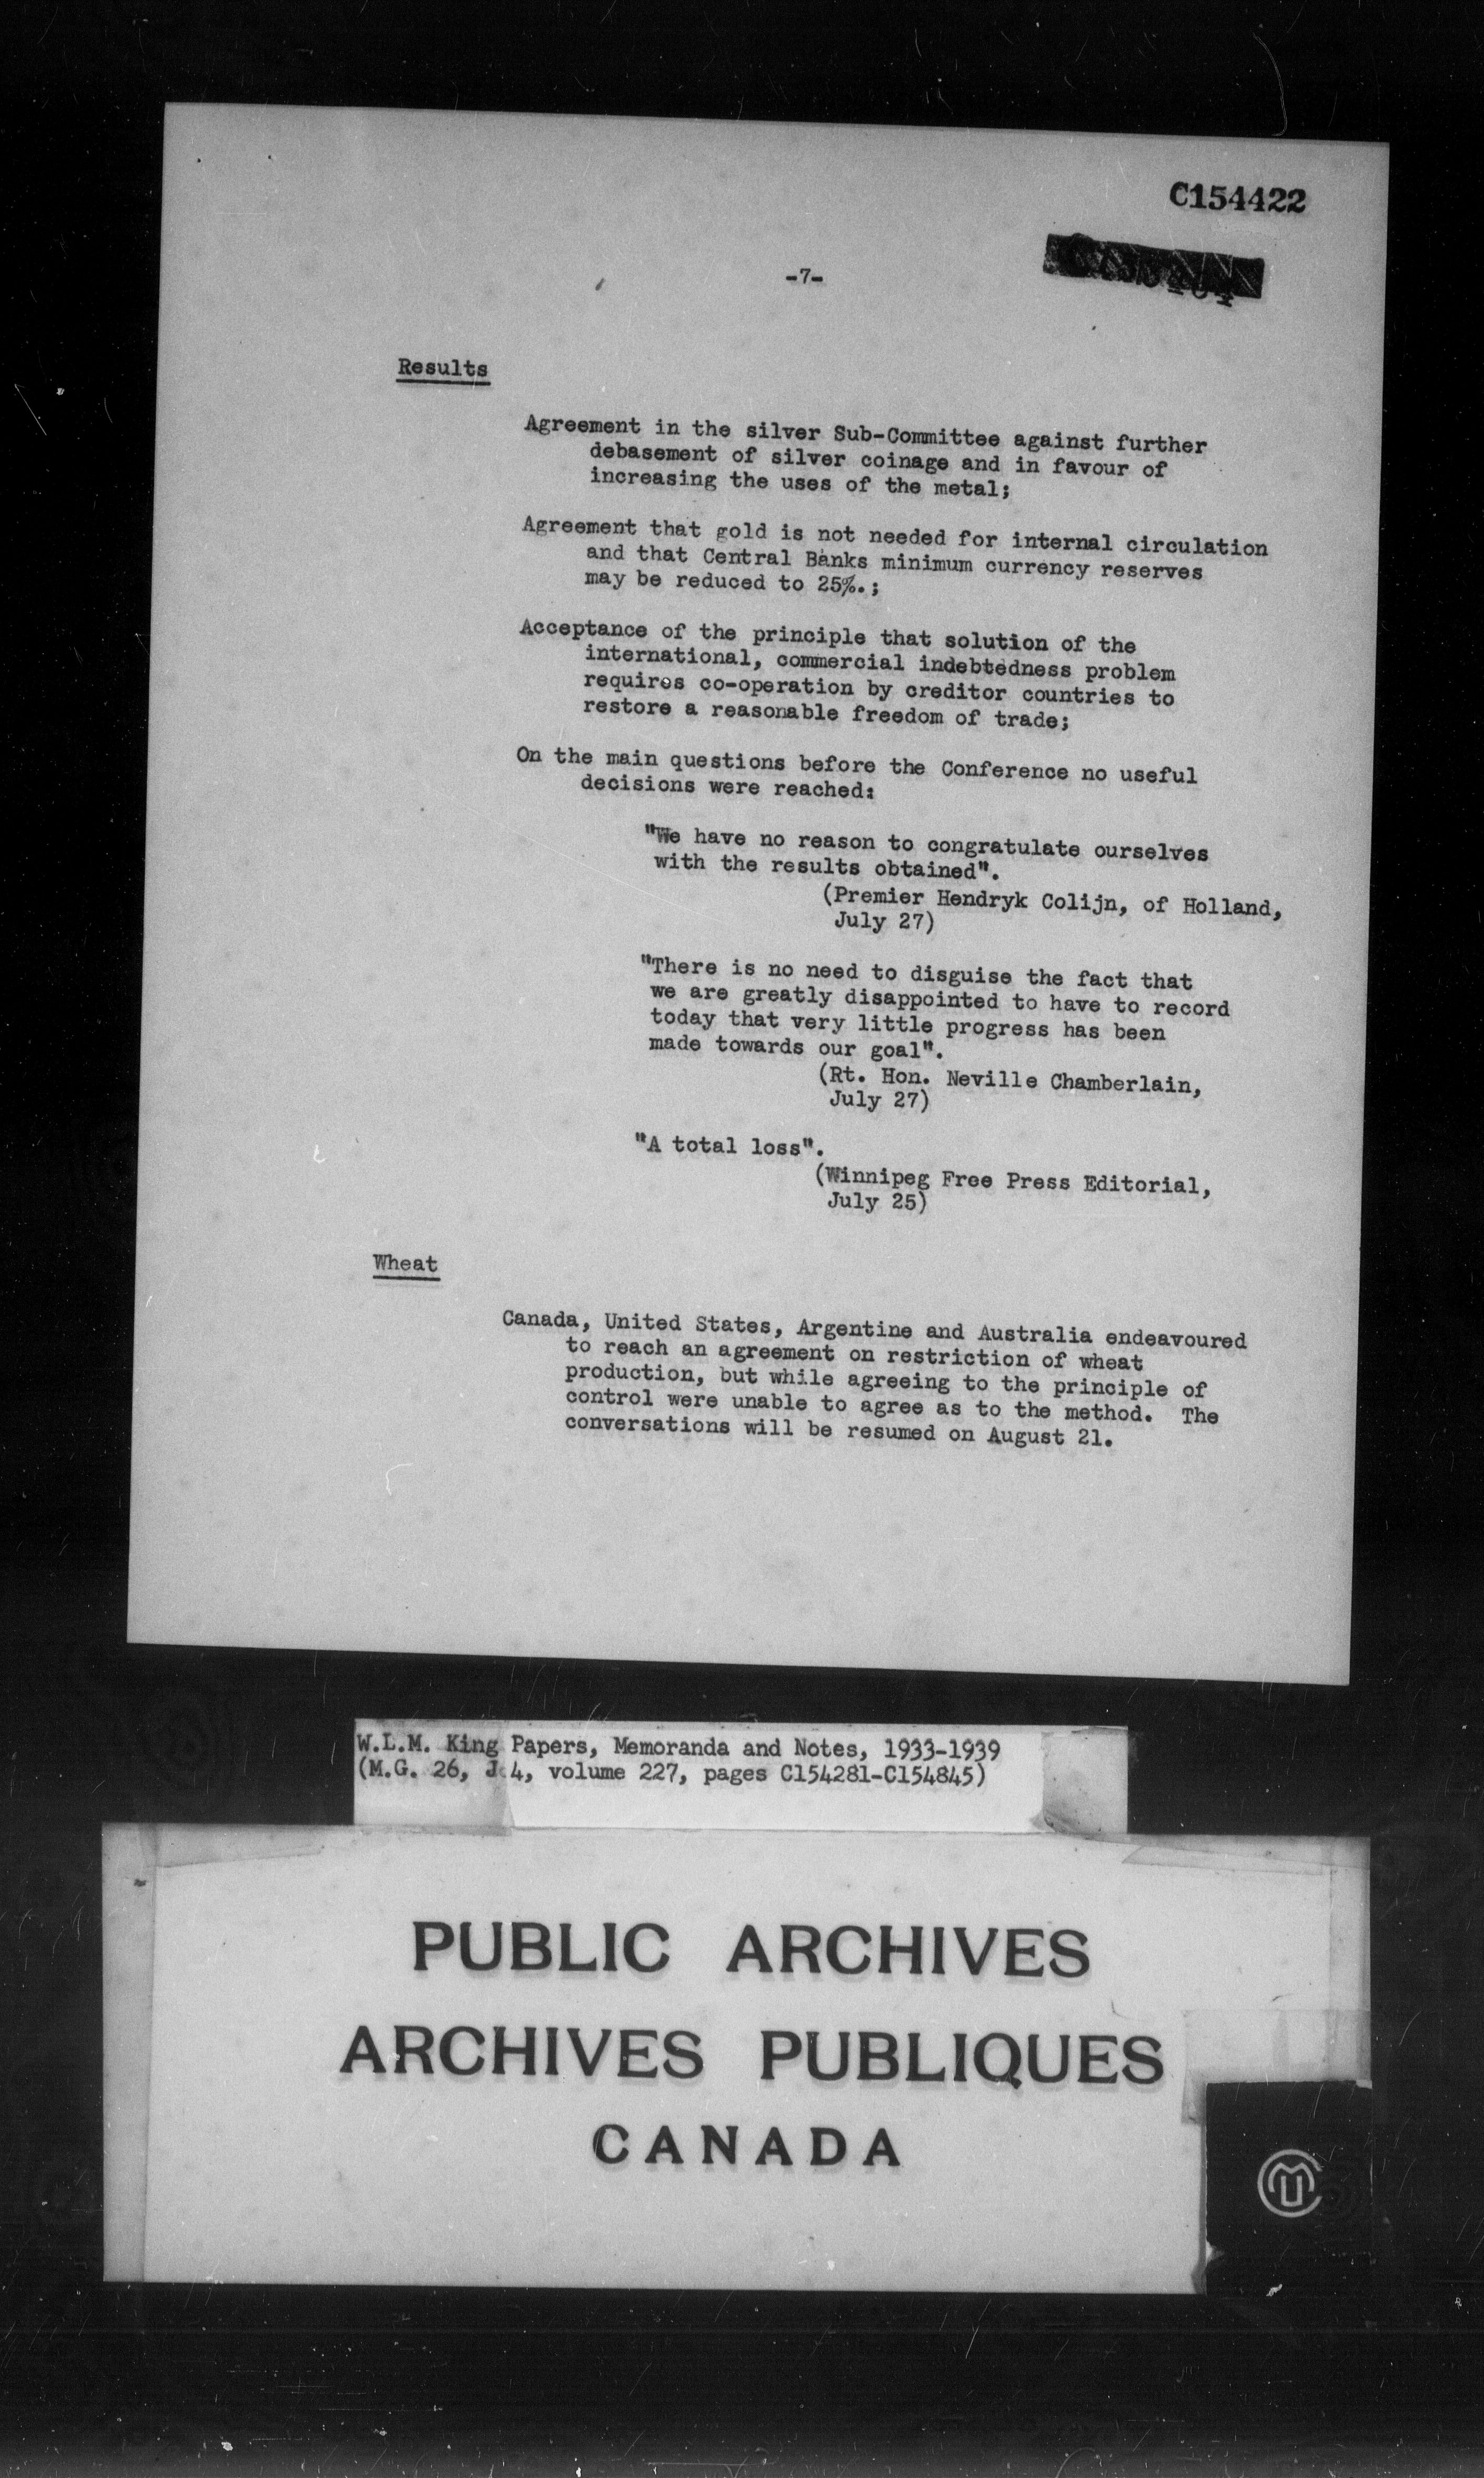 C154422
-7-
Results
Agreement in the silver Sub-Committee against further
debasement of silver coinage and in favour of
increasing the uses of the metal;
Agreement that gold is not needed for internal circulation
and that Central Banks minimum currency reserves
may be reduced to 25%.;
Acceptance of the principle that solution of the
international, commercial indebtedness problem
requires co-operation by creditor countries to
restore a reasonable freedom of trade;
On the main questions before the Conference no useful
decisions were reached:
"We have no reason to congratulate ourselves
with the results obtained".
(Premier Hendryk Colijn, of Holland,
July 27)
"There is no need to disguise the fact that
we are greatly disappointed to have to record
today that very little progress has been
made towards our goal".
(Rt. Hon. Neville Chamberlain,
July 27)
"A total loss".
(Winnipeg Free Press Editorial,
July 25)
Wheat
Canada, United States, Argentine and Australia endeavoured
to reach an agreement on restriction of wheat
production, but while agreeing to the principle of
control were unable to agree as to the method. The
conversations will be resumed on August 21.
W.L.M. King Papers, Memoranda and Notes, 1933-1939
(M.G. 26, J 4, volume 227, pages C154281-C154845)
PUBLIC ARCHIVES
ARCHIVES PUBLIQUES
CANADA